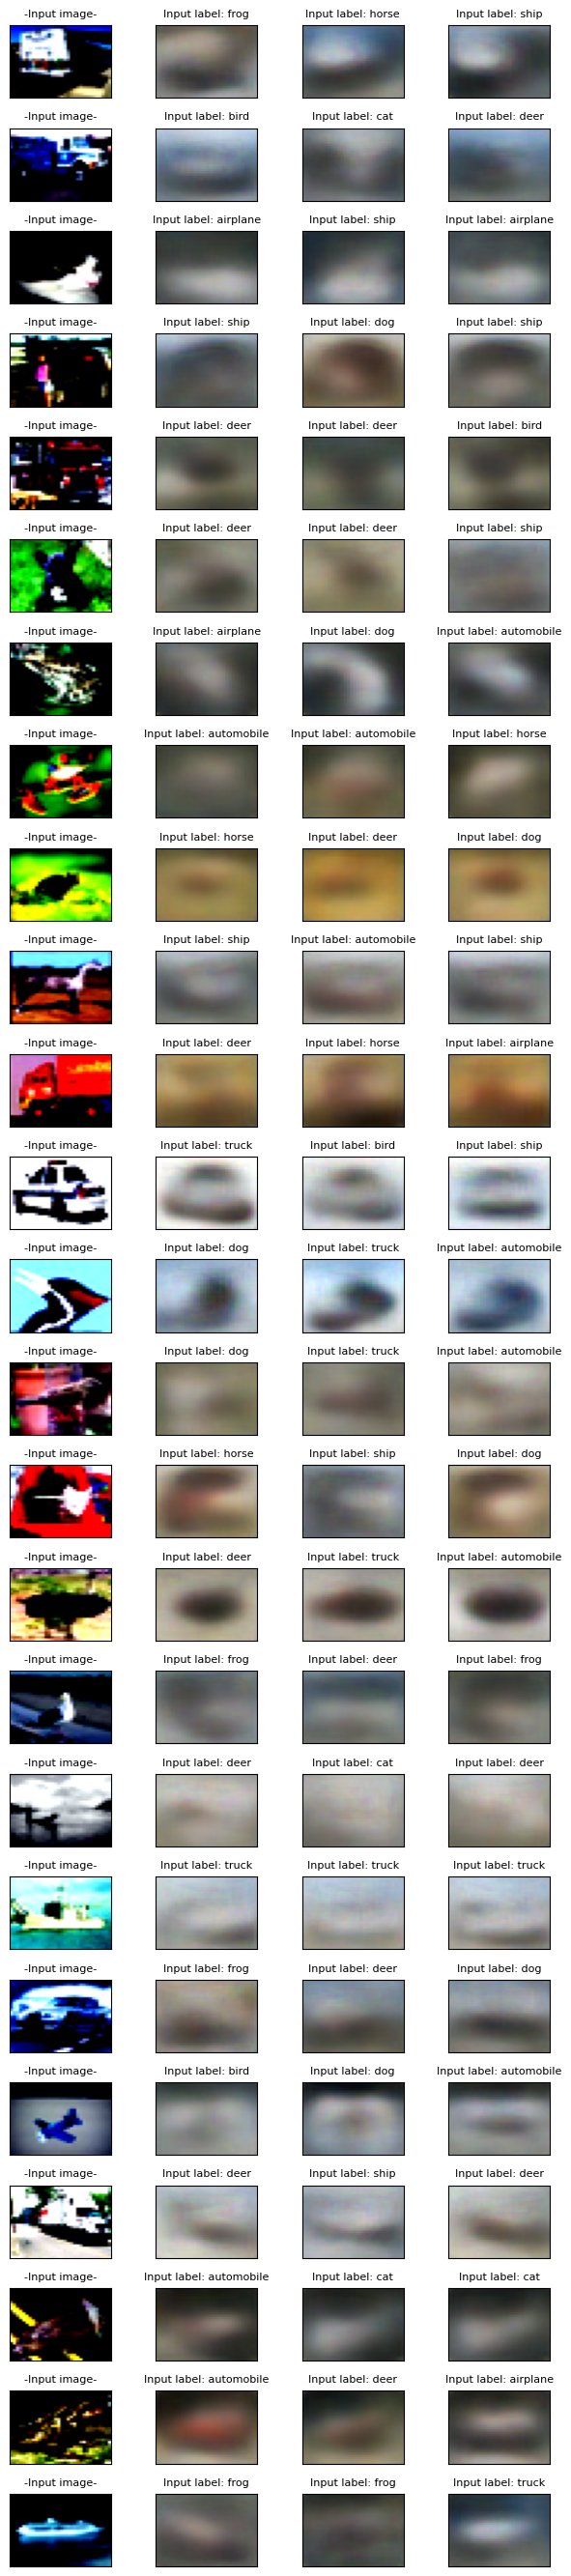 -Input image- Input label: frog Input label: horse Input label: ship
-Input image- Input label: bird Input label: cat Input label: deer
-Input image- Input label: airplane Input label: ship Input label: airplane
-Input image- Input label: ship Input label: dog Input label: ship
-Input image- Input label: deer Input label: deer Input label: bird
-Input image- Input label: deer Input label: deer Input label: ship
-Input image- Input label: airplane Input label: dog Input label: automobile
-Input image- Input label: automobile Input label: automobile Input label: horse
-Input image- Input label: horse Input label: deer Input label: dog
-Input image- Input label: ship Input label: automobile Input label: ship
-Input image- Input label: deer Input label: horse Input label: airplane
-Input image- Input label: truck Input label: bird Input label: ship
-Input image- Input label: dog Input label: truck Input label: automobile
-Input image- Input label: dog Input label: truck Input label: automobile
-Input image- Input label: horse Input label: ship Input label: dog
-Input image- Input label: deer Input label: truck Input label: automobile
-Input image- Input label: frog Input label: deer Input label: frog
-Input image- Input label: deer Input label: cat Input label: deer
-Input image- Input label: truck Input label: truck Input label: truck
-Input image- Input label: frog Input label: deer Input label: dog
-Input image- Input label: bird Input label: dog Input label: automobile
-Input image- Input label: deer Input label: ship Input label: deer
-Input image- Input label: automobile Input label: cat Input label: cat
-Input image- Input label: automobile Input label: deer Input label: airplane
-Input image- Input label: frog Input label: frog Input label: truck